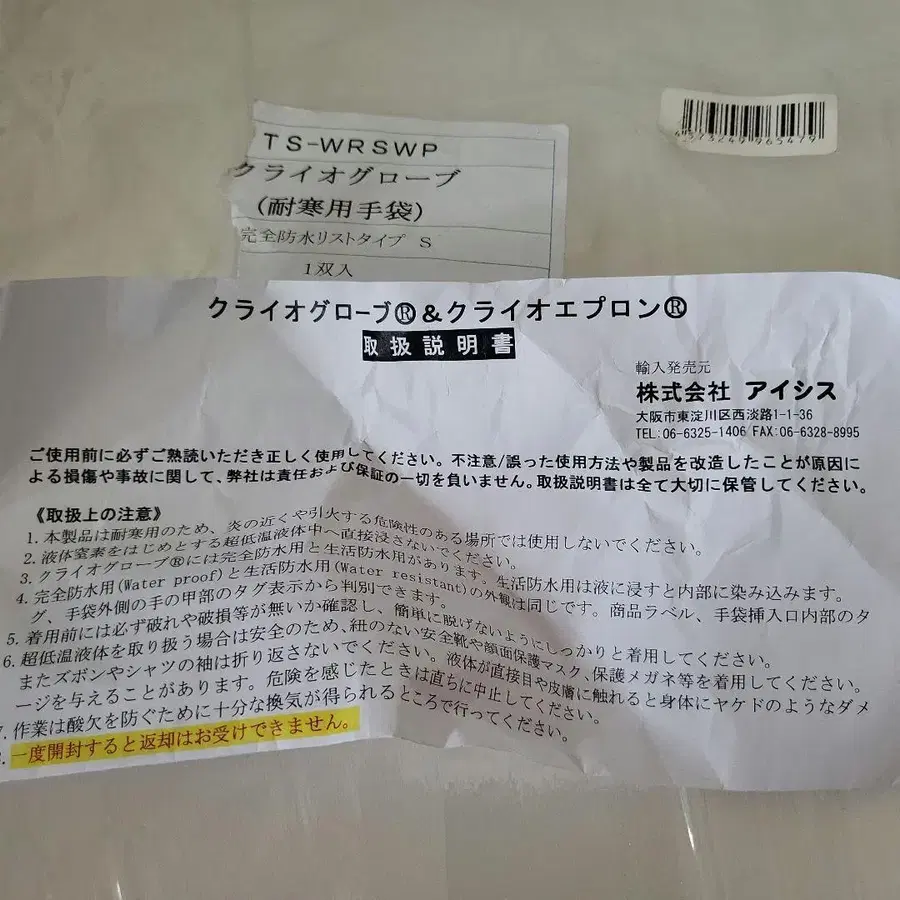 TS-WRSWP
クライオグローブ
(耐寒用手袋)
完全防水リストタイプ S
1双入
4573249965479
クライオグローブ®&クライオエプロン®
取扱説明書
輸入発売元
株式会社 アイシス
大阪市東淀川区西淡路1-1-36
TEL:06-6325-1406 FAX:06-6328-8995
ご使用前に必ずご熟読いただき正しく使用してください。不注意/誤った使用方法や製品を改造したことが原因に
よる損傷や事故に関して、弊社は責任および保証の一切を負いません。取扱説明書は全て大切に保管してください。
《取扱上の注意》
1. 本製品は耐寒用のため、炎の近くや引火する危険性のある場所では使用しないでください。
2. 液体窒素をはじめとする超低温液体中へ直接浸さないでください。
3. クライオグローブ®には完全防水用と生活防水用があります。生活防水用は液に浸すと内部に染み込みます。
4. 完全防水用(Water proof)と生活防水用(Water resistant)の外観は同じです。商品ラベル、手袋挿入口内部のタ
グ、手袋外側の手の甲部のタグ表示から判別できます。
5. 着用前には必ず破れや破損等が無いか確認し、簡単に脱げないようにしっかりと着用してください。
6. 超低温液体を取り扱う場合は安全のため、紐のない安全靴や顔面保護マスク、保護メガネ等を着用してください。
またズボンやシャツの袖は折り返さないでください。液体が直接目や皮膚に触れると身体にヤケドのようなダメ
ージを与えることがあります。危険を感じたときは直ちに中止してください。
7. 作業は酸欠を防ぐために十分な換気が得られるところで行ってください。
8. 一度開封すると返却はお受けできません。